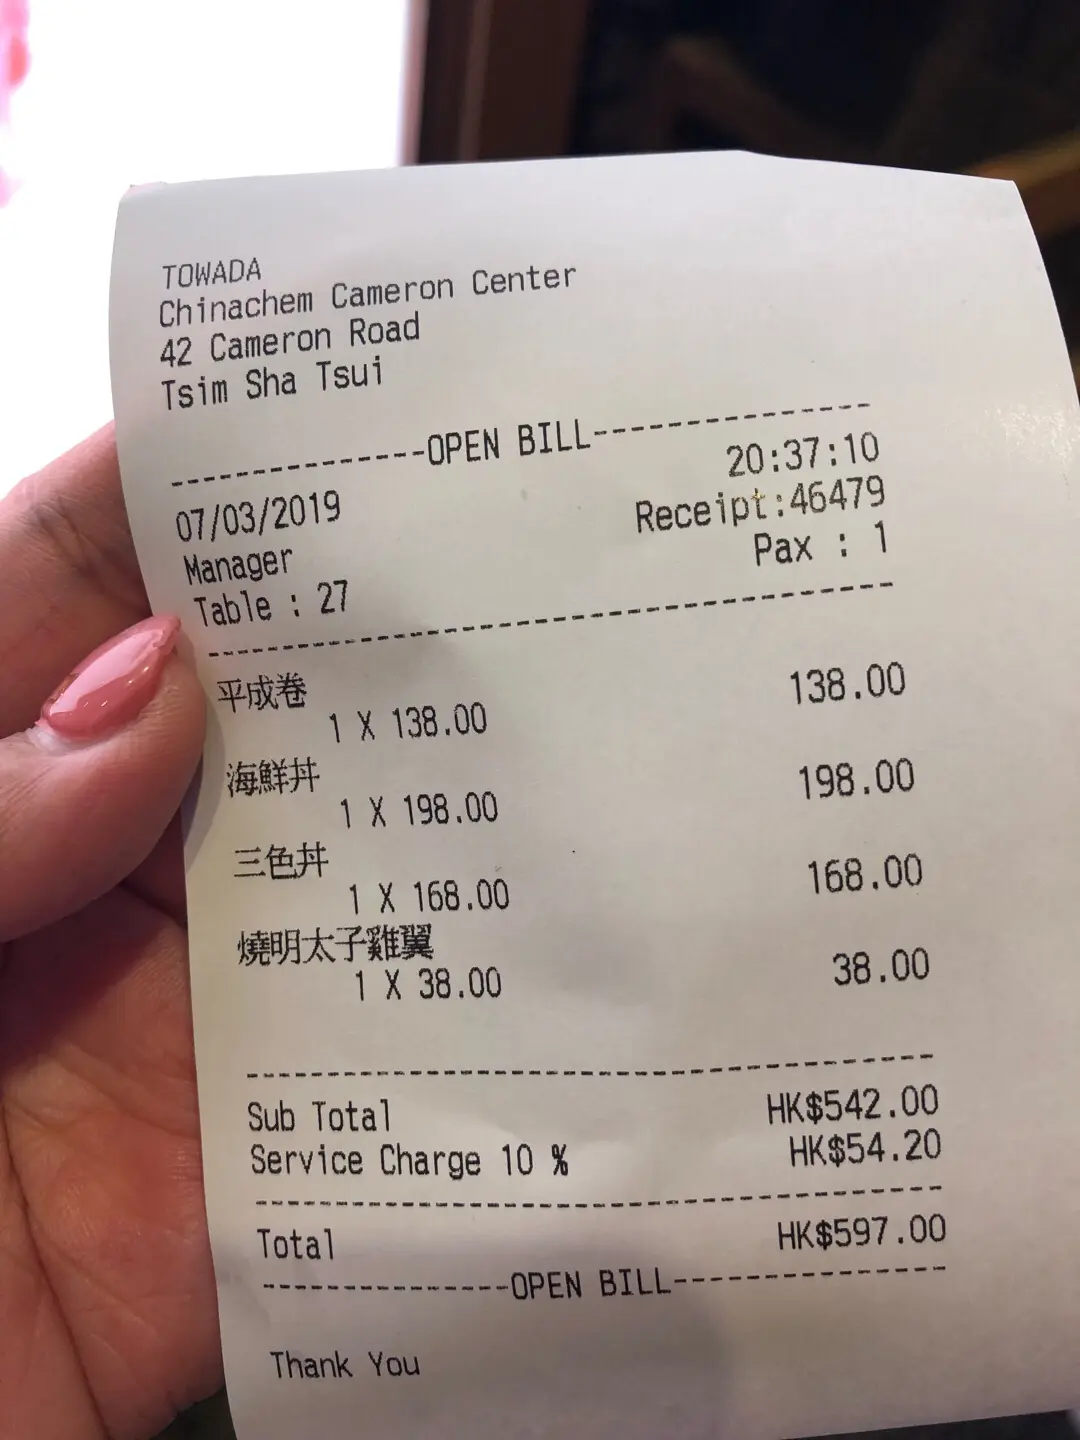 TOWADA
Chinachem Cameron Center
42 Cameron Road
Tsim Sha Tsui
---------------OPEN BILL---------------
07/03/2019 20:37:10
Manager Receipt:46479
Table : 27 Pax : 1
平成卷
1 X 138.00 138.00
海鮮丼
1 X 198.00 198.00
三色丼
1 X 168.00 168.00
燒明太子雞翼
1 X 38.00 38.00
Sub Total HK$542.00
Service Charge 10 % HK$54.20
Total HK$597.00
---------------OPEN BILL---------------
Thank You